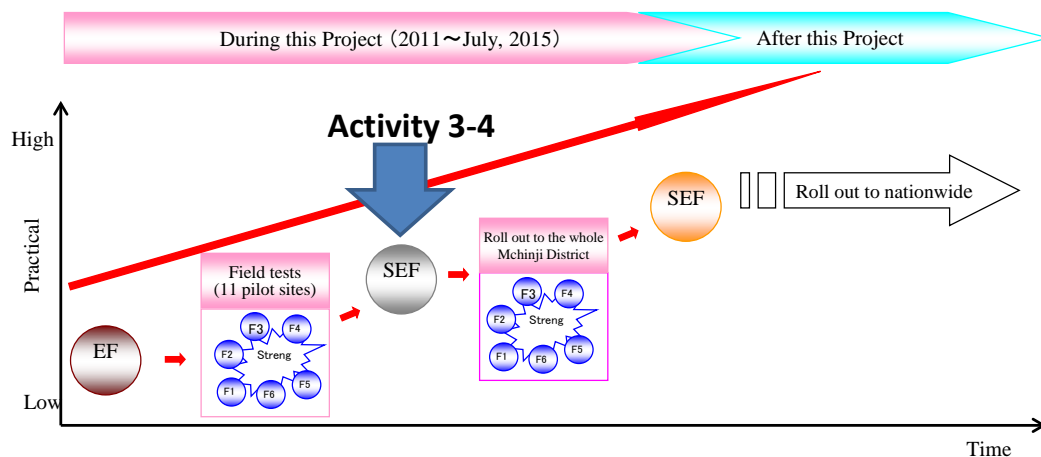 During this Project（2011～July, 2015）
After this Project
High
Practical
Low
Activity 3-4
EF
Field tests
(11 pilot sites)
F3
F4
F2
Streng
F1
F6
F5
SEF
Roll out to the whole
Mchinji District
F3
F4
F2
Streng
F1
F6
F5
SEF
Roll out to nationwide
Time